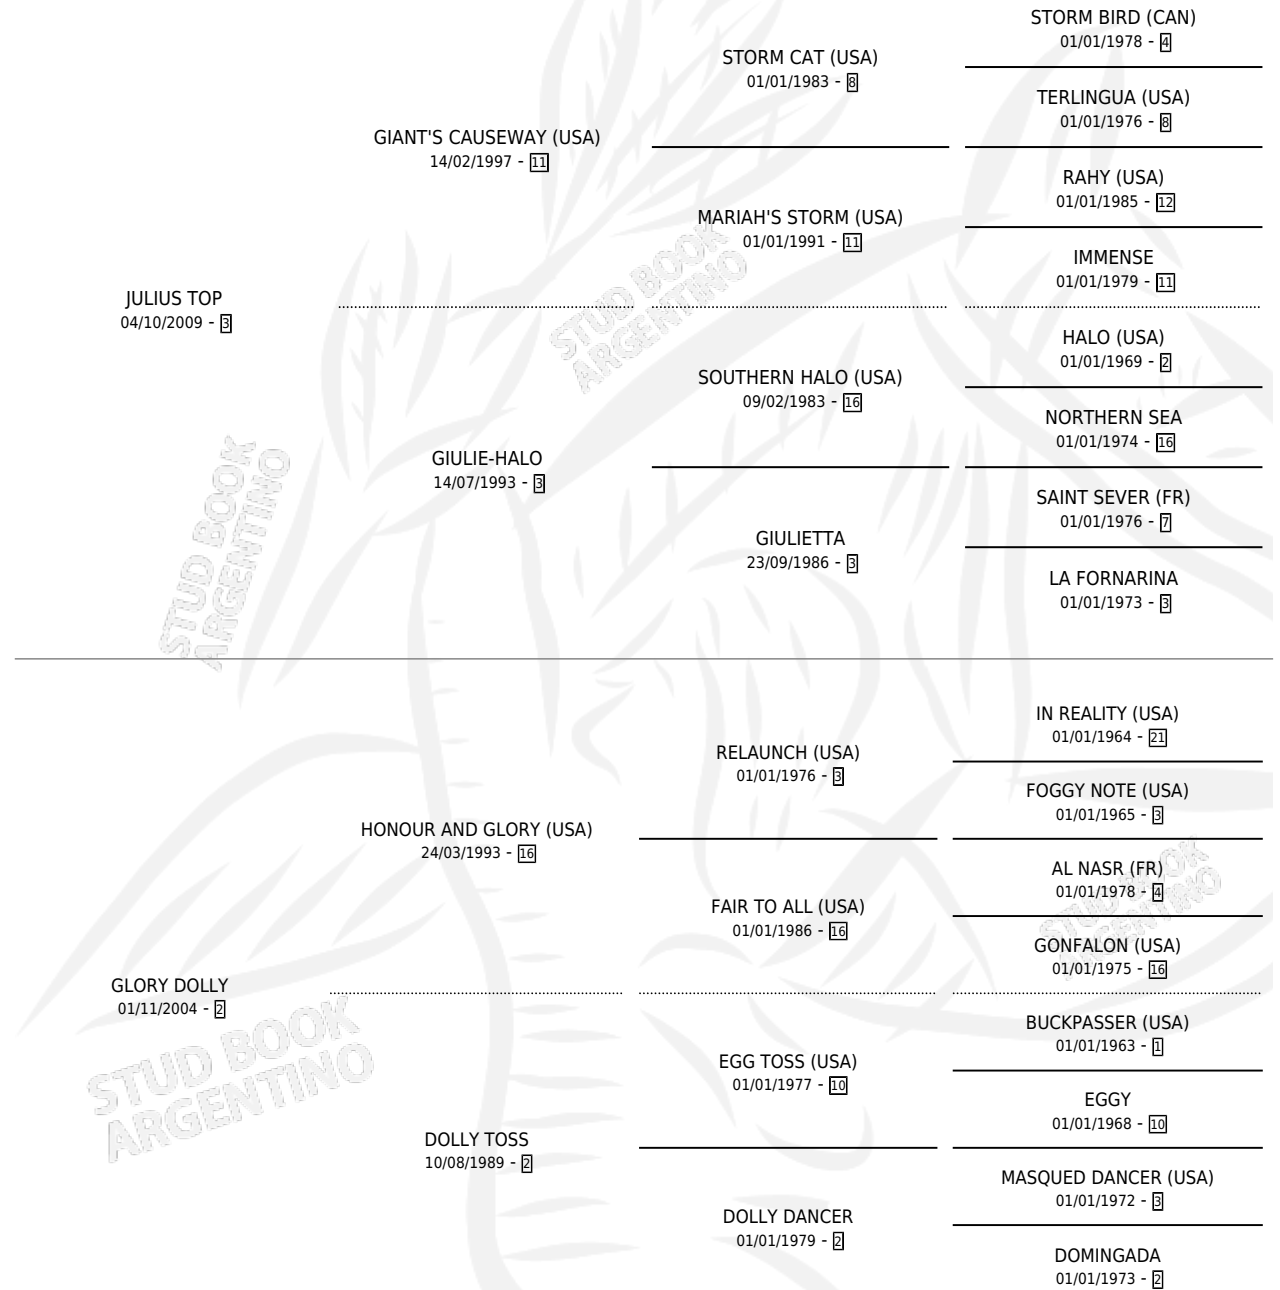 STORM BIRD (CAN)
01/01/1978 - 4
STORM CAT (USA)
01/01/1983 - 8
TERLINGUA (USA)
01/01/1976 - 8
GIANT'S CAUSEWAY (USA)
14/02/1997 - 11
RAHY (USA)
01/01/1985 - 12
MARIAH'S STORM (USA)
01/01/1991 - 11
IMMENSE
01/01/1979 - 11
JULIUS TOP
04/10/2009 - 3
HALO (USA)
01/01/1969 - 2
SOUTHERN HALO (USA)
09/02/1983 - 16
NORTHERN SEA
01/01/1974 - 16
GIULIE-HALO
14/07/1993 - 3
SAINT SEVER (FR)
01/01/1976 - 7
GIULIETTA
23/09/1986 - 3
LA FORNARINA
01/01/1973 - 3
IN REALITY (USA)
01/01/1964 - 21
RELAUNCH (USA)
01/01/1976 - 3
FOGGY NOTE (USA)
01/01/1965 - 3
HONOUR AND GLORY (USA)
24/03/1993 - 16
AL NASR (FR)
01/01/1978 - 4
FAIR TO ALL (USA)
01/01/1986 - 16
GONFALON (USA)
01/01/1975 - 16
GLORY DOLLY
01/11/2004 - 2
BUCKPASSER (USA)
01/01/1963 - 1
EGG TOSS (USA)
01/01/1977 - 10
EGGY
01/01/1968 - 10
DOLLY TOSS
10/08/1989 - 2
MASQUED DANCER (USA)
01/01/1972 - 3
DOLLY DANCER
01/01/1979 - 2
DOMINGADA
01/01/1973 - 2
STUD BOOK
ARGENTINO
STUD BOOK
ARGENTINO
STUD BOOK
ARGENTINO
STUD BOOK
ARGENTINO